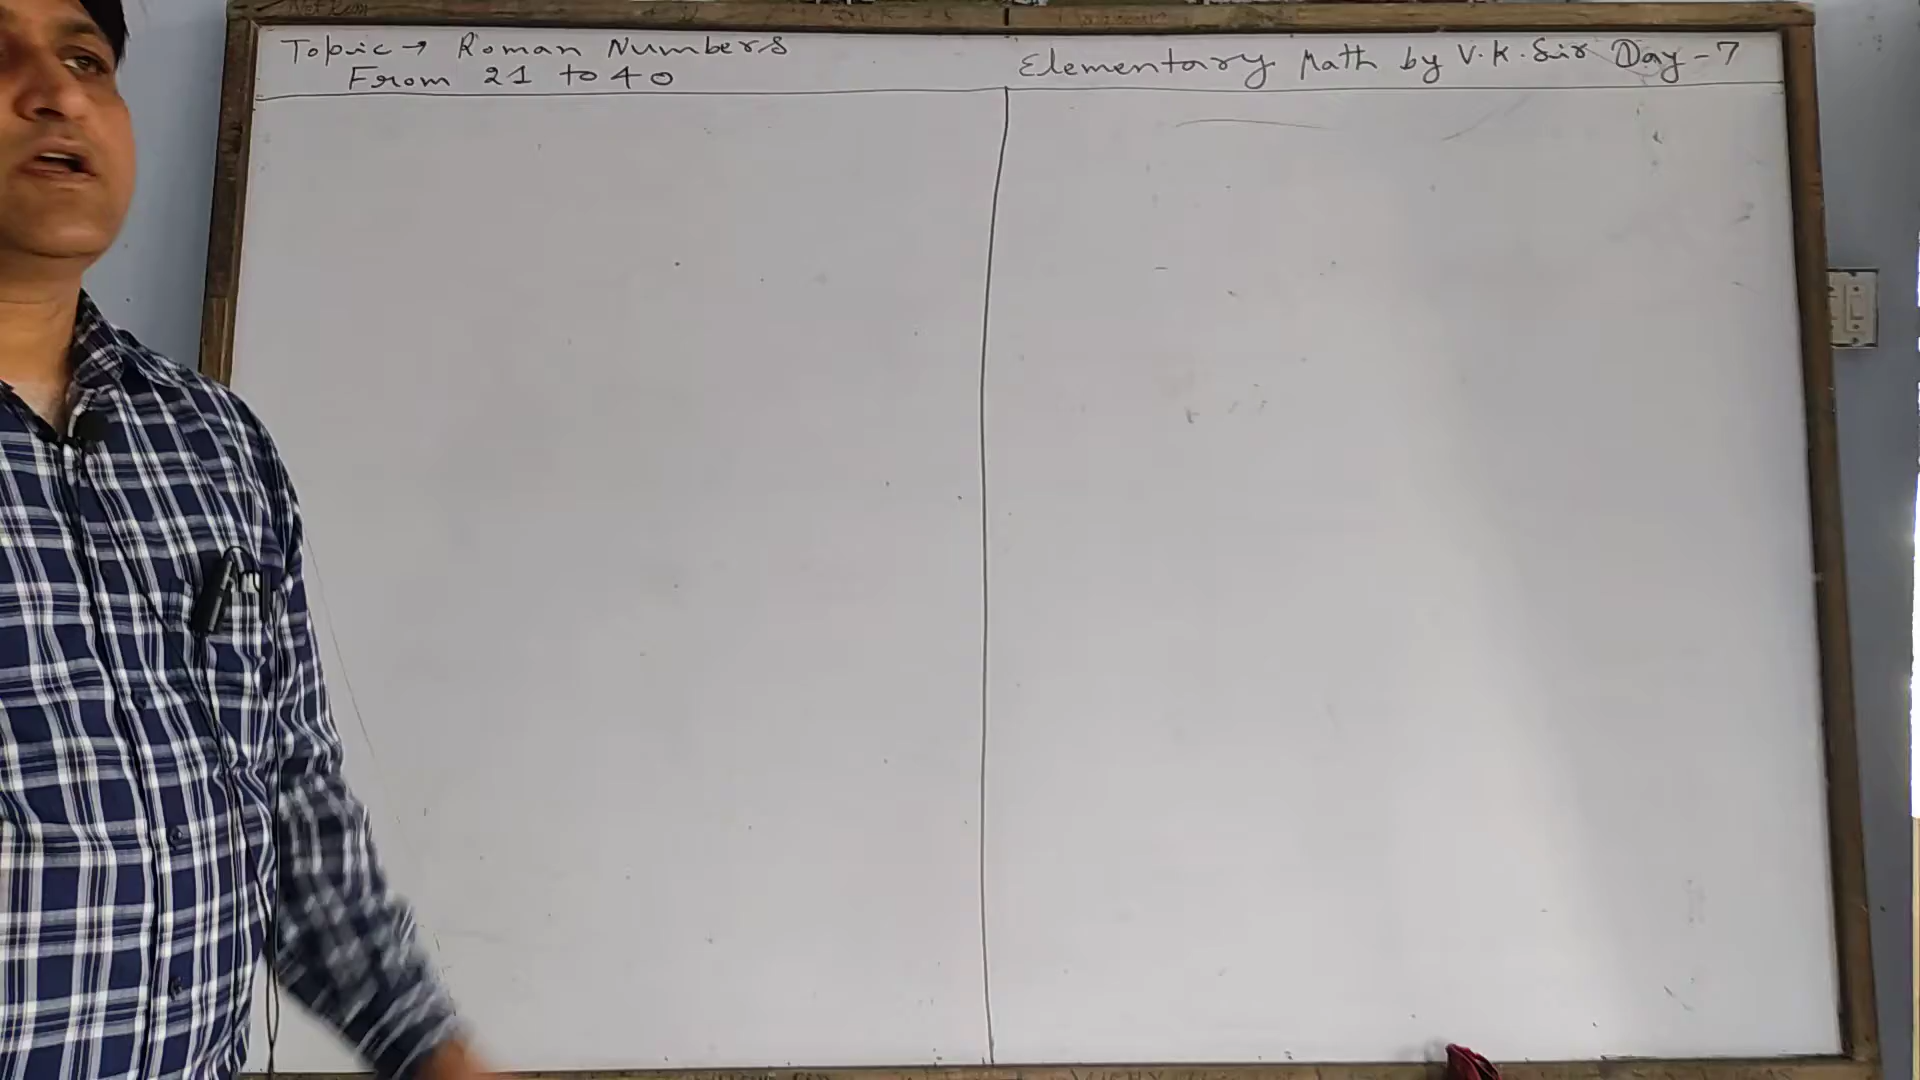 Topic → Roman Numbers
From 21 to 40
Elementary Math by V.K. Sir Day-7